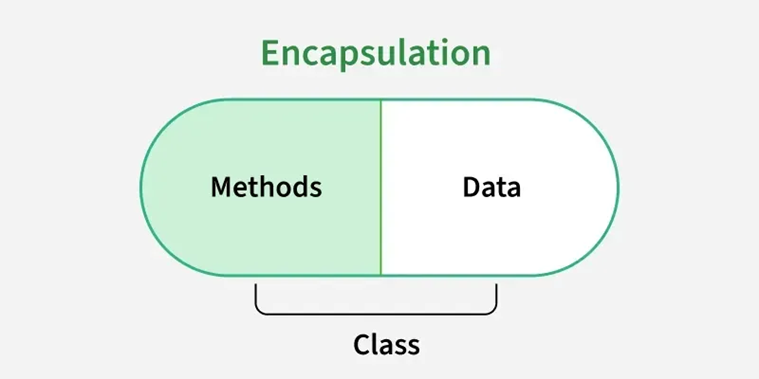 Encapsulation
Methods
Data
Class